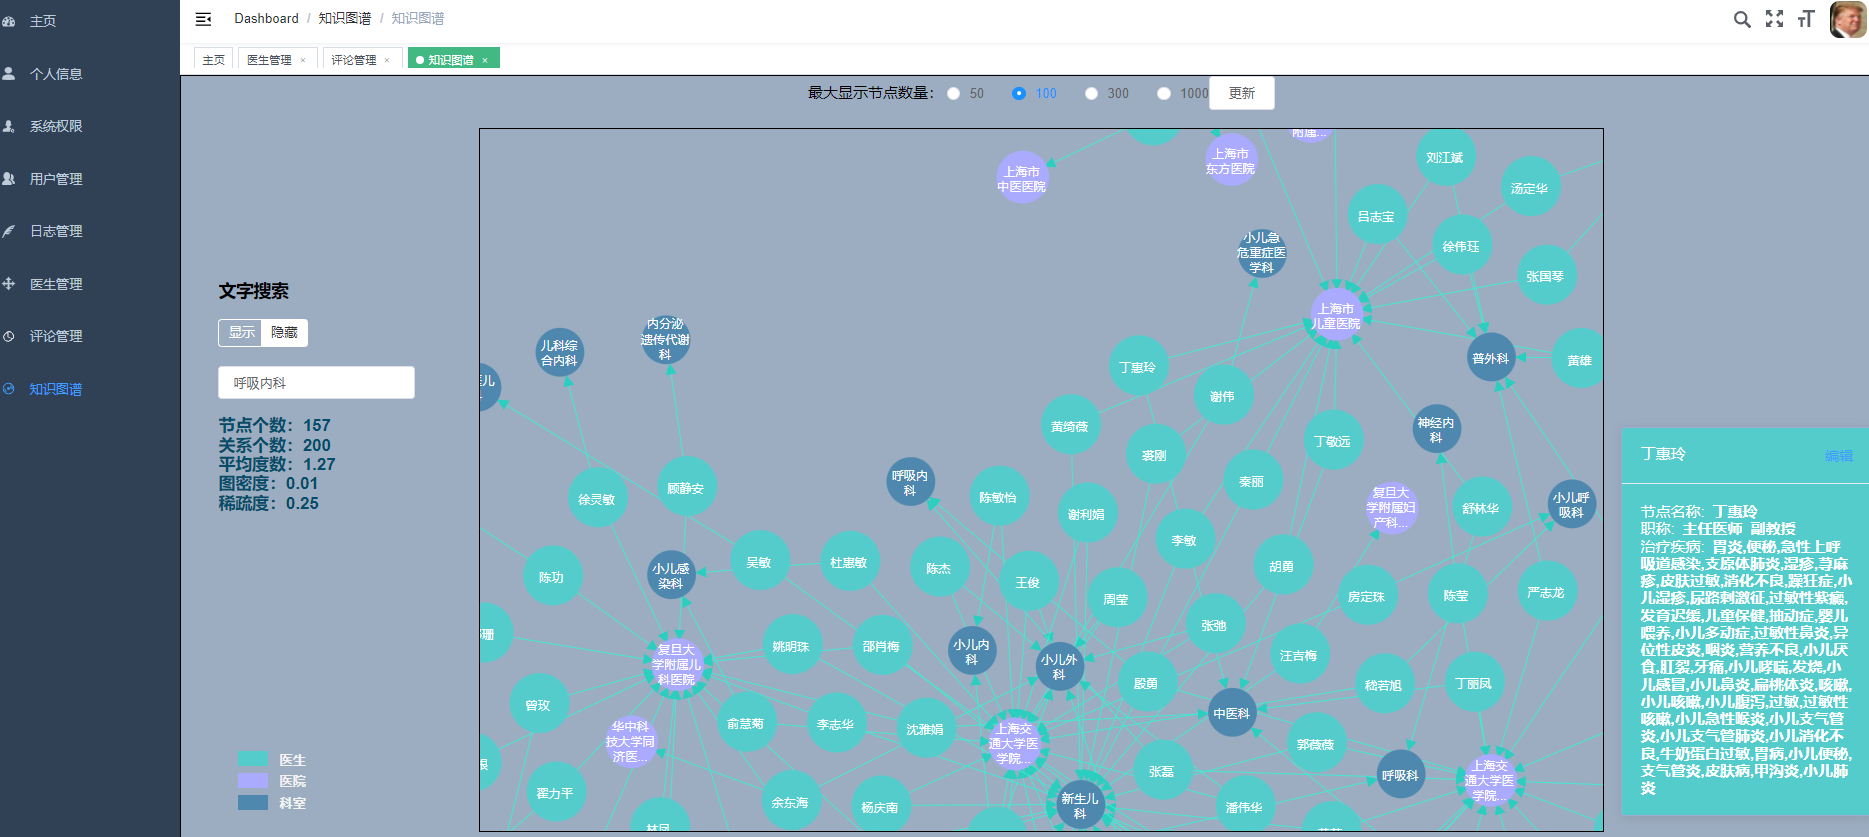 主页
个人信息
系统权限
用户管理
日志管理
医生管理
评论管理
知识图谱
Dashboard / 知识图谱 / 知识图谱
主页
医生管理 ×
评论管理 ×
知识图谱 ×
最大显示节点数量： 50 100 300 1000 更新
文字搜索
显示 隐藏
呼吸内科
节点个数：157
关系个数：200
平均度数：1.27
图密度：0.01
稀疏度：0.25
医生
医院
科室
附属...
上海市
中医医院
上海市
东方医院
刘江斌
汤定华
吕志宝
徐伟珏
张国琴
小儿急
危重症医
学科
上海市
儿童医院
普外科
黄雄
儿科综
合内科
内分泌
遗传代谢
科
丁惠玲
谢伟
黄绮薇
裘刚
丁敬远
神经内
科
呼吸内
科
陈敏怡
谢利娟
秦丽
复旦大
学附属妇
产科...
舒林华
小儿呼
吸科
徐灵敏
顾静安
李敏
陈功
小儿感
染科
吴敏
杜惠敏
陈杰
王俊
周莹
胡勇
房定珠
陈莹
严志龙
珊
姚明珠
邵肖梅
小儿内
科
小儿外
科
张弛
汪吉梅
复旦大
学附属儿
科医院
殷勇
嵇若旭
丁丽凤
曾玫
华中科
技大学同
济医...
俞蕙菊
李志华
沈雅娟
上海交
通大学医
学院...
中医科
郭薇薇
张磊
呼吸科
上海交
通大学医
学院...
翟力平
余东海
杨庆南
新生儿
科
潘伟华
林凤
丁惠玲 编辑
节点名称: 丁惠玲
职称: 主任医师 副教授
治疗疾病: 胃炎,便秘,急性上呼
吸道感染,支原体肺炎,湿疹,荨麻
疹,皮肤过敏,消化不良,躁狂症,小
儿湿疹,尿路刺激征,过敏性紫癜,
发育迟缓,儿童保健,抽动症,婴儿
喂养,小儿多动症,过敏性鼻炎,异
位性皮炎,咽炎,营养不良,小儿厌
食,肛裂,牙痛,小儿哮喘,发烧,小
儿感冒,小儿鼻炎,扁桃体炎,咳嗽,
小儿咳嗽,小儿腹泻,过敏,过敏性
咳嗽,小儿急性喉炎,小儿支气管
炎,小儿支气管肺炎,小儿消化不
良,牛奶蛋白过敏,胃病,小儿便秘,
支气管炎,皮肤病,甲沟炎,小儿肺
炎